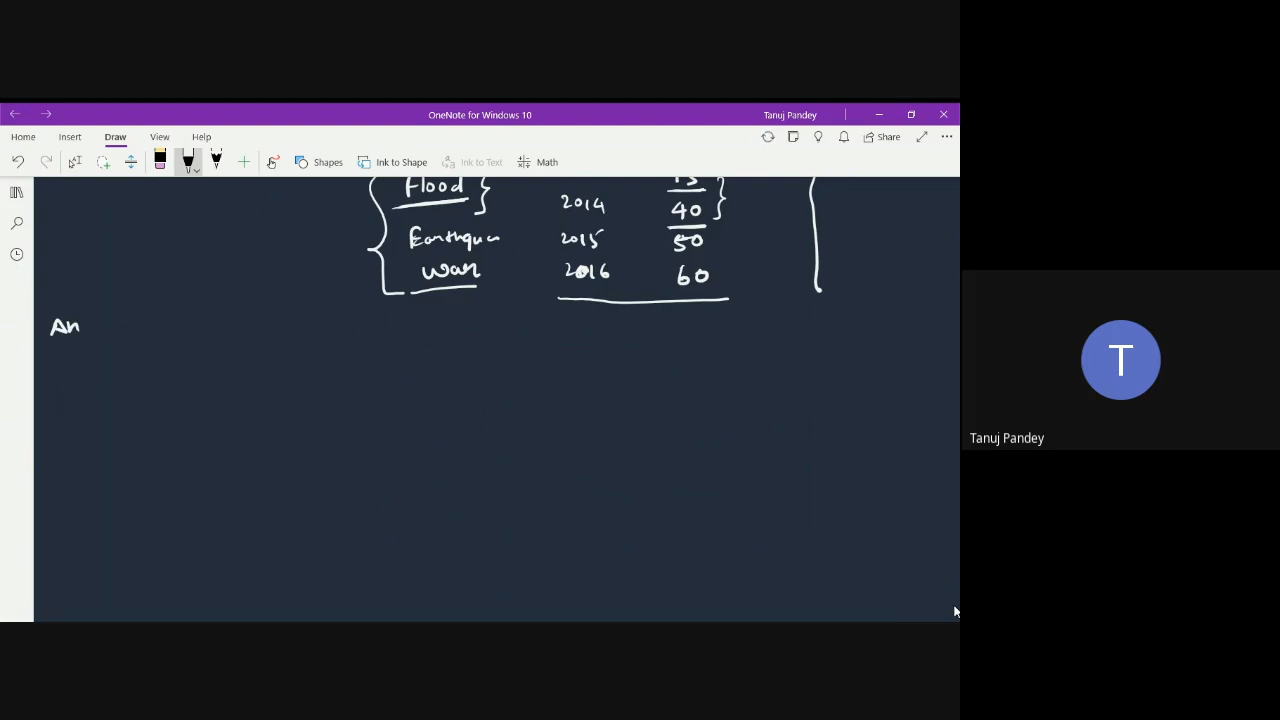 OneNote for Windows 10 Tanuj Pandey
Home Insert Draw View Help Share
Shapes Ink to Shape Ink to Text Math
Flood
2014 40
Earthqua 2015 50
War 2016 60
An
T
Tanuj Pandey